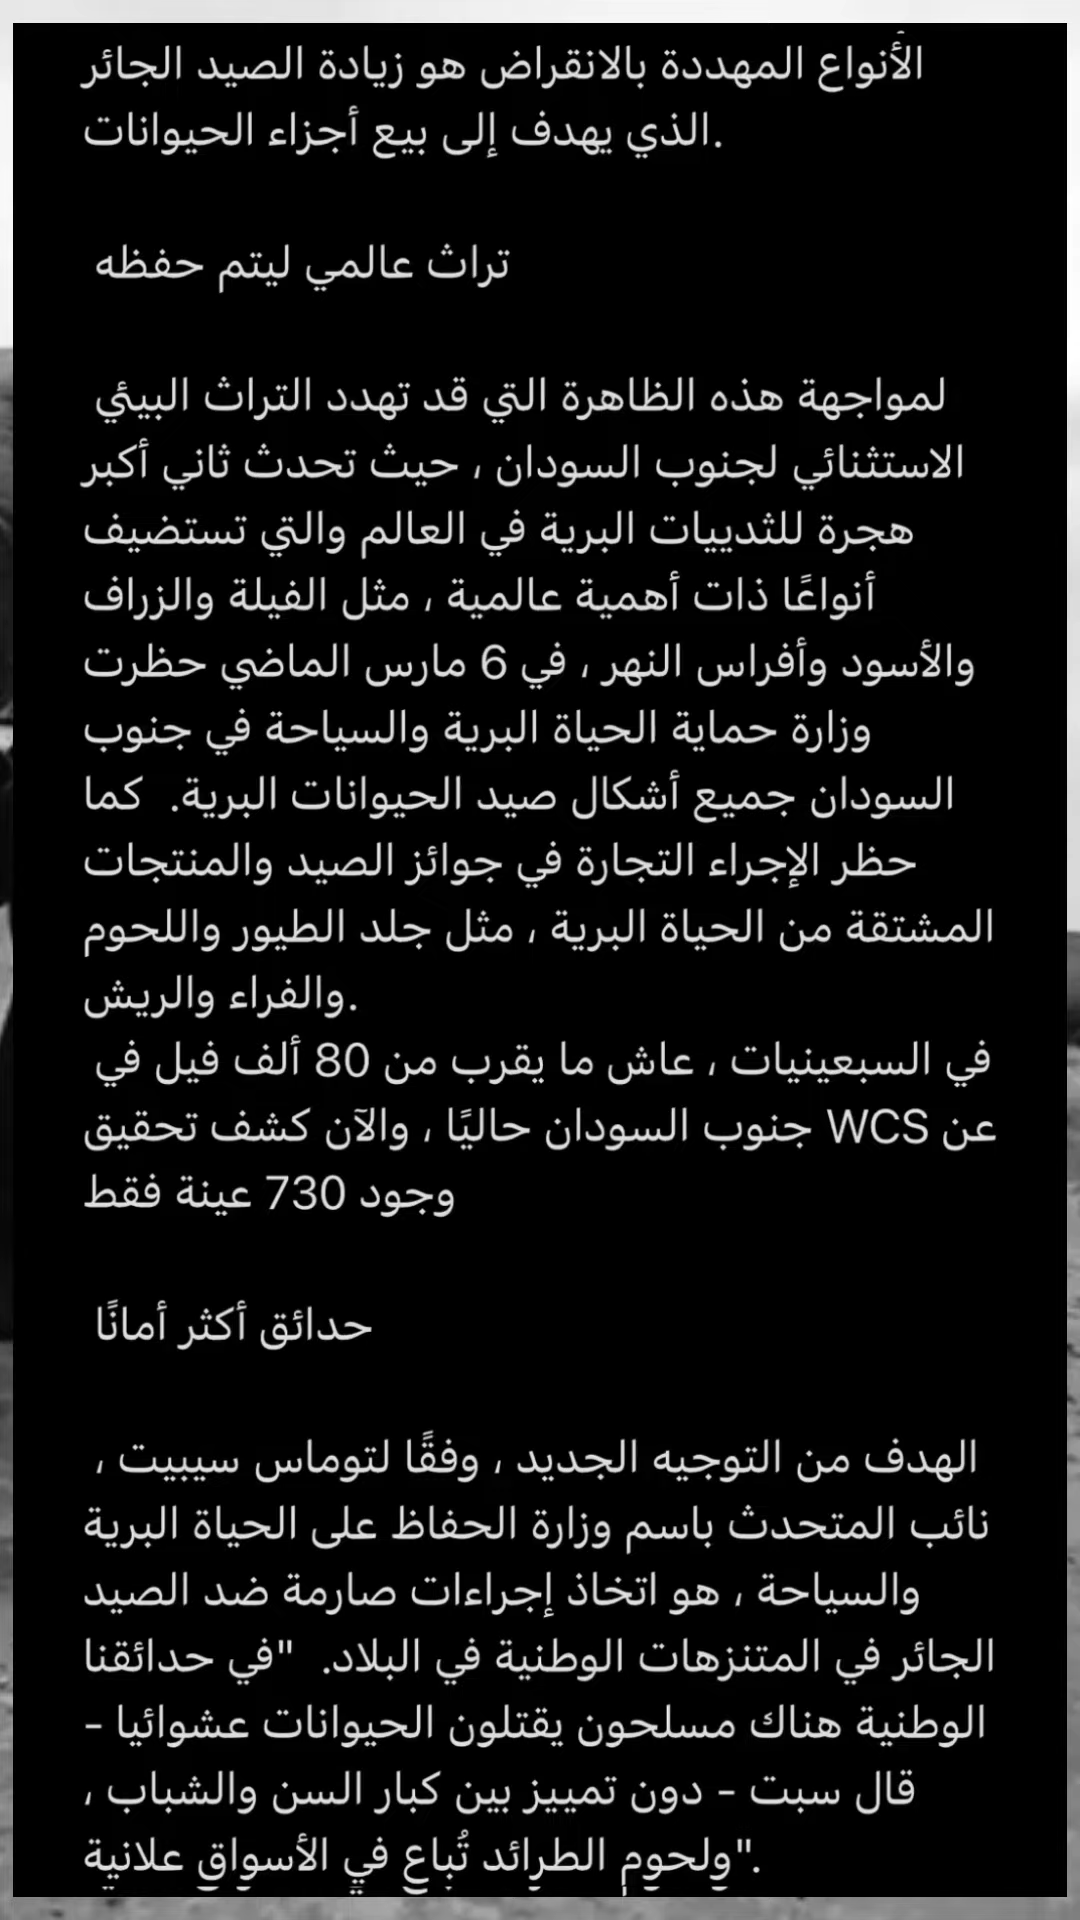 الأنواع المهددة بالانقراض هو زيادة الصيد الجائر
الذي يهدف إلى بيع أجزاء الحيوانات.
تراث عالمي ليتم حفظه
لمواجهة هذه الظاهرة التي قد تهدد التراث البيئي
الاستثنائي لجنوب السودان ، حيث تحدث ثاني أكبر
هجرة للثدييات البرية في العالم والتي تستضيف
أنواعًا ذات أهمية عالمية ، مثل الفيلة والزراف
والأسود وأفراس النهر ، في 6 مارس الماضي حظرت
وزارة حماية الحياة البرية والسياحة في جنوب
السودان جميع أشكال صيد الحيوانات البرية. كما
حظر الإجراء التجارة في جوائز الصيد والمنتجات
المشتقة من الحياة البرية ، مثل جلد الطيور واللحوم
والفراء والريش.
في السبعينيات ، عاش ما يقرب من 80 ألف فيل في
عن WCS جنوب السودان حاليًا ، والآن كشف تحقيق
وجود 730 عينة فقط
حدائق أكثر أمانًا
الهدف من التوجيه الجديد ، وفقًا لتوماس سيبيت ،
نائب المتحدث باسم وزارة الحفاظ على الحياة البرية
والسياحة ، هو اتخاذ إجراءات صارمة ضد الصيد
الجائر في المتنزهات الوطنية في البلاد. "في حدائقنا
الوطنية هناك مسلحون يقتلون الحيوانات عشوائيا -
قال سبت - دون تمييز بين كبار السن والشباب ،
ولحوم الطرائد تُباع في الأسواق علانية".